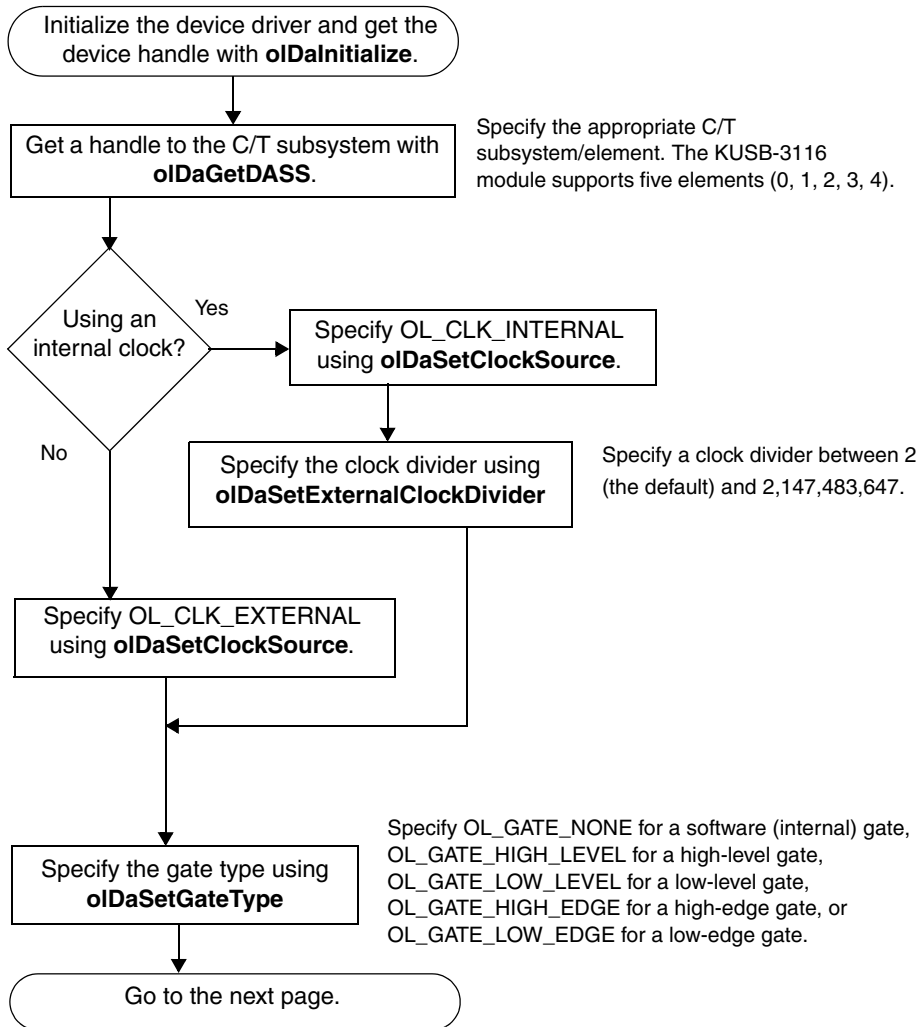 Initialize the device driver and get the
device handle with olDaInitialize.
Get a handle to the C/T subsystem with
olDaGetDASS.
Specify the appropriate C/T
subsystem/element. The KUSB-3116
module supports five elements (0, 1, 2, 3, 4).
Using an
internal clock?
Yes
Specify OL_CLK_INTERNAL
using olDaSetClockSource.
No
Specify the clock divider using
olDaSetExternalClockDivider
Specify a clock divider between 2
(the default) and 2,147,483,647.
Specify OL_CLK_EXTERNAL
using olDaSetClockSource.
Specify the gate type using
olDaSetGateType
Specify OL_GATE_NONE for a software (internal) gate,
OL_GATE_HIGH_LEVEL for a high-level gate,
OL_GATE_LOW_LEVEL for a low-level gate,
OL_GATE_HIGH_EDGE for a high-edge gate, or
OL_GATE_LOW_EDGE for a low-edge gate.
Go to the next page.